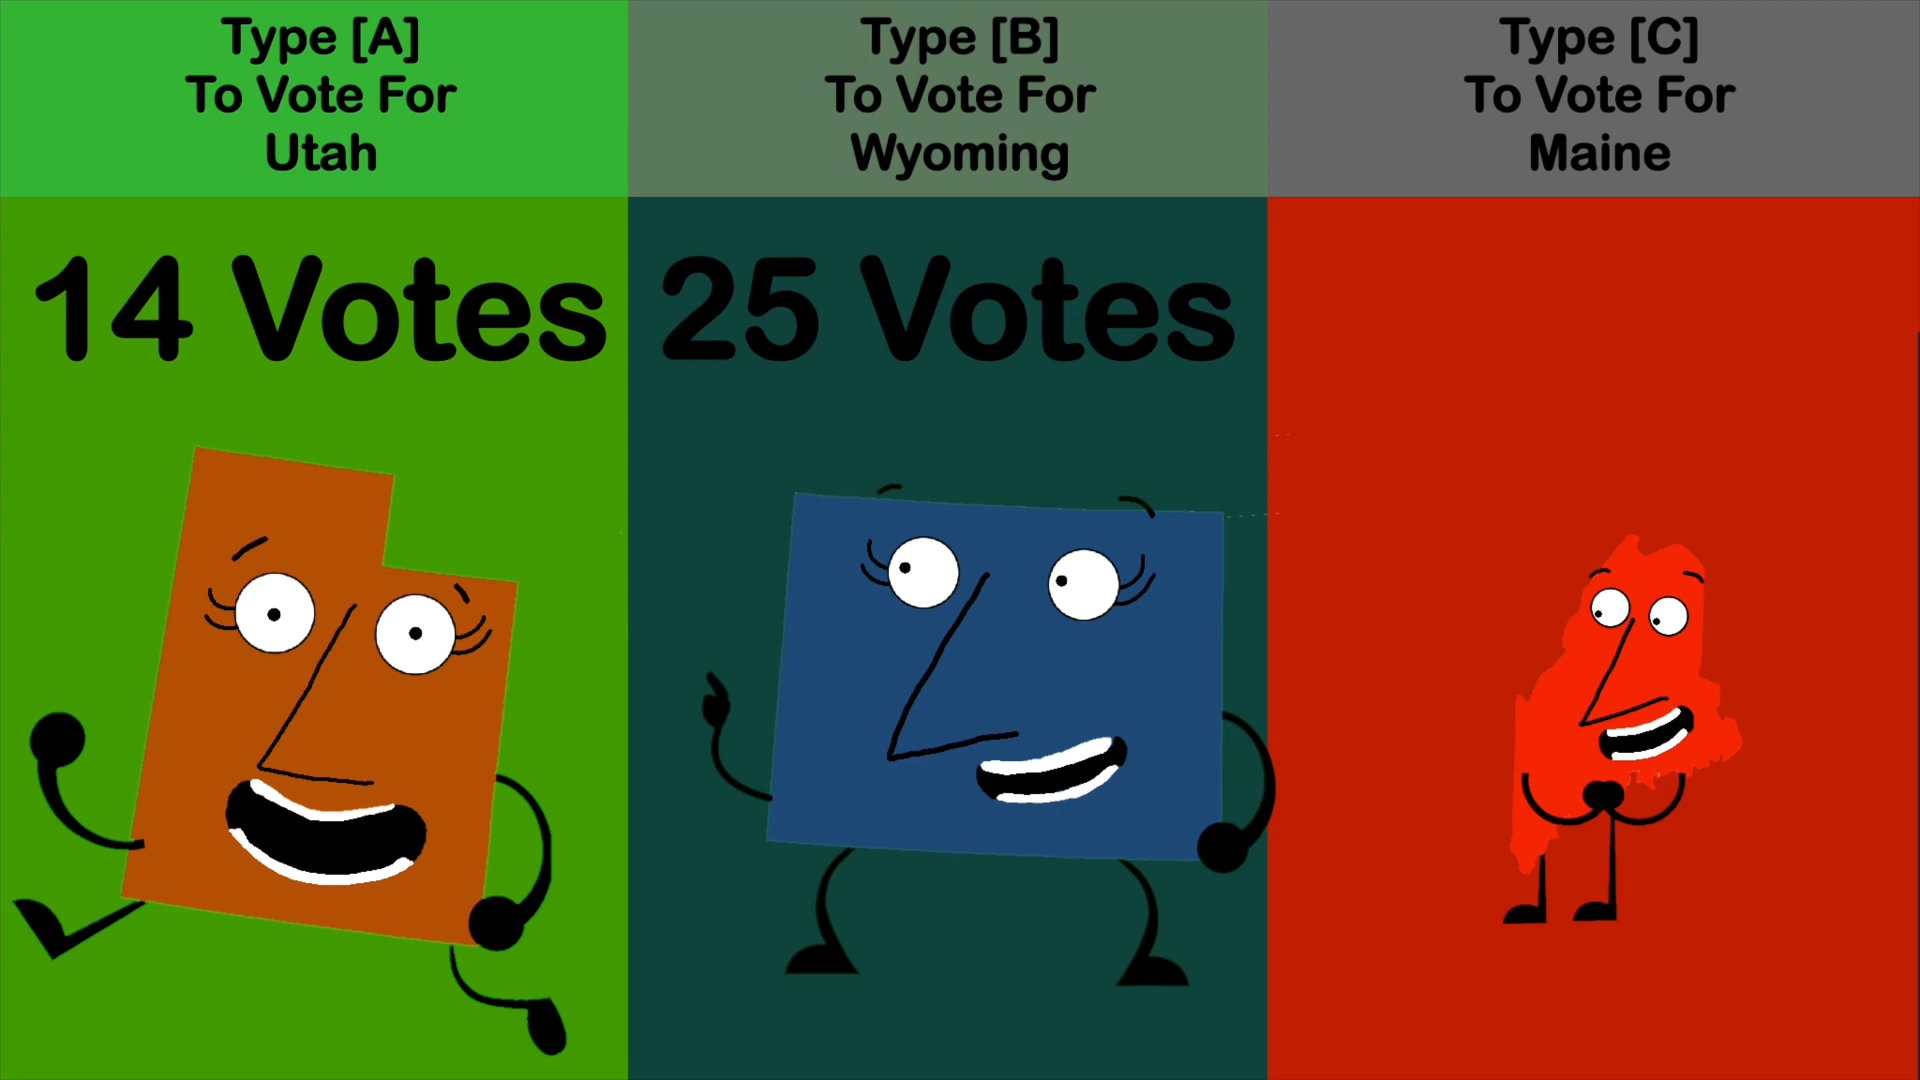 Type [A]
To Vote For
Utah
Type [B]
To Vote For
Wyoming
Type [C]
To Vote For
Maine
14 Votes
25 Votes